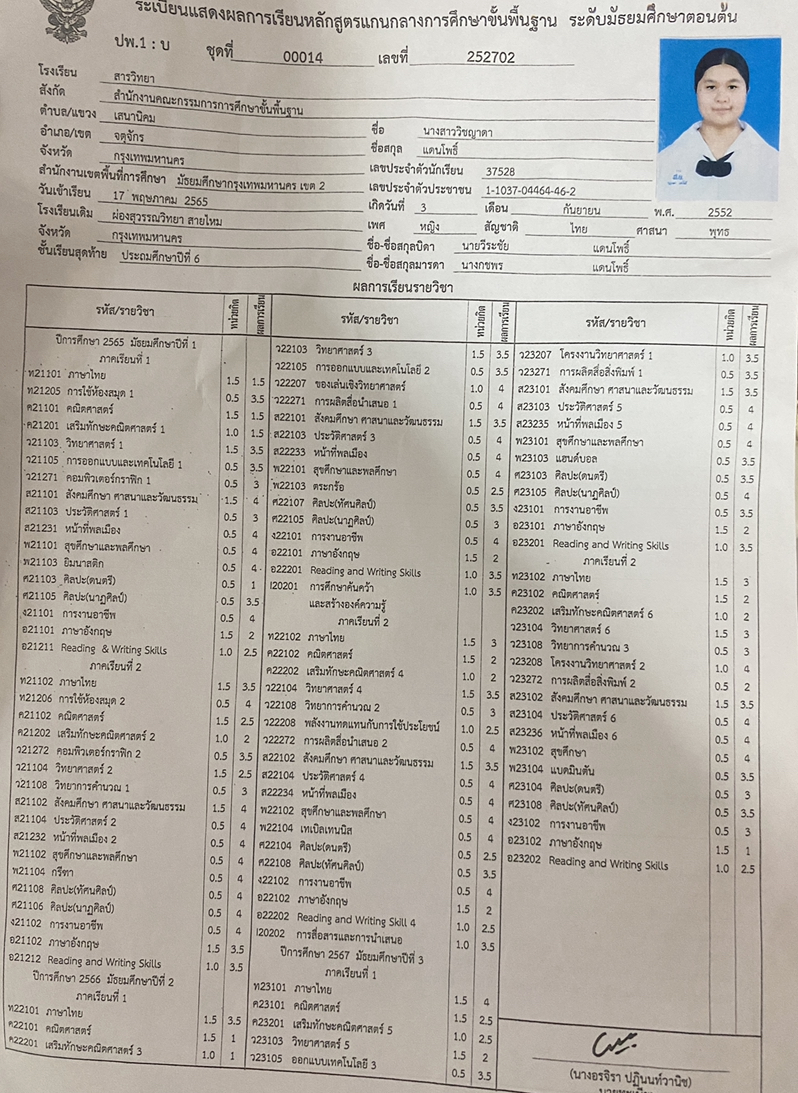 ระเบียนแสดงผลการเรียนหลักสูตรแกนกลางการศึกษาขั้นพื้นฐาน ระดับมัธยมศึกษาตอนต้น
ปพ.1 : บ ชุดที่ 00014 เลขที่ 252702
โรงเรียน สารวิทยา
สังกัด สำนักงานคณะกรรมการการศึกษาขั้นพื้นฐาน
ตำบล/แขวง เสนานิคม
อำเภอ/เขต จตุจักร
จังหวัด กรุงเทพมหานคร
สำนักงานเขตพื้นที่การศึกษา มัธยมศึกษากรุงเทพมหานคร เขต 2
วันเข้าเรียน 17 พฤษภาคม 2565
โรงเรียนเดิม ผ่องสุวรรณวิทยา สายไหม
จังหวัด กรุงเทพมหานคร
ชั้นเรียนสุดท้าย ประถมศึกษาปีที่ 6
ชื่อ นางสาววิชญาดา
ชื่อสกุล แดนโพธิ์
เลขประจำตัวนักเรียน 37528
เลขประจำตัวประชาชน 1-1037-04464-46-2
เกิดวันที่ 3 เดือน กันยายน พ.ศ. 2552
เพศ หญิง สัญชาติ ไทย ศาสนา พุทธ
ชื่อ-ชื่อสกุลบิดา นายวีระชัย แดนโพธิ์
ชื่อ-ชื่อสกุลมารดา นางกชพร แดนโพธิ์
ผลการเรียนรายวิชา
รหัส/รายวิชา หน่วยกิต ผลการเรียน
ปีการศึกษา 2565 มัธยมศึกษาปีที่ 1
ภาคเรียนที่ 1
ท21101 ภาษาไทย 1.5 1.5
ท21205 การใช้ห้องสมุด 1 0.5 3.5
ค21101 คณิตศาสตร์ 1.5 1.5
ค21201 เสริมทักษะคณิตศาสตร์ 1 1.0 1.5
ว21103 วิทยาศาสตร์ 1 1.5 3.5
ว21105 การออกแบบและเทคโนโลยี 1 0.5 3.5
ว21271 คอมพิวเตอร์กราฟิก 1 0.5 3
ส21101 สังคมศึกษา ศาสนาและวัฒนธรรม 1.5 4
ส21103 ประวัติศาสตร์ 1 0.5 3
ส21231 หน้าที่พลเมือง 0.5 4
พ21101 สุขศึกษาและพลศึกษา 0.5 4
พ21103 ยิมนาสติก 0.5 4
ศ21103 ศิลปะ(ดนตรี) 0.5 1
ศ21105 ศิลปะ(นาฏศิลป์) 0.5 3.5
ง21101 การงานอาชีพ 0.5 4
อ21101 ภาษาอังกฤษ 1.5 2
อ21211 Reading & Writing Skills 1.0 2.5
ภาคเรียนที่ 2
ท21102 ภาษาไทย 1.5 3.5
ท21206 การใช้ห้องสมุด 2 0.5 4
ค21102 คณิตศาสตร์ 1.5 2.5
ค21202 เสริมทักษะคณิตศาสตร์ 2 1.0 2
ว21272 คอมพิวเตอร์กราฟิก 2 0.5 3.5
ว21104 วิทยาศาสตร์ 2 1.5 2.5
ว21108 วิทยาการคำนวณ 1 0.5 3
ส21102 สังคมศึกษา ศาสนาและวัฒนธรรม 1.5 4
ส21104 ประวัติศาสตร์ 2 0.5 4
ส21232 หน้าที่พลเมือง 2 0.5 4
พ21102 สุขศึกษาและพลศึกษา 0.5 4
พ21104 กรีฑา 0.5 4
ศ21108 ศิลปะ(ทัศนศิลป์) 0.5 4
ศ21106 ศิลปะ(นาฏศิลป์) 0.5 4
ง21102 การงานอาชีพ 0.5 4
อ21102 ภาษาอังกฤษ 1.5 3.5
อ21212 Reading and Writing Skills 1.0 3.5
ปีการศึกษา 2566 มัธยมศึกษาปีที่ 2
ภาคเรียนที่ 1
ท22101 ภาษาไทย 1.5 3.5
ค22101 คณิตศาสตร์ 1.5 1
ค22201 เสริมทักษะคณิตศาสตร์ 3 1.0 1
รหัส/รายวิชา หน่วยกิต ผลการเรียน
ว22103 วิทยาศาสตร์ 3 1.5 3.5
ว22105 การออกแบบและเทคโนโลยี 2 0.5 3.5
ว22207 ของเล่นเชิงวิทยาศาสตร์ 1.0 4
ว22271 การผลิตสื่อนำเสนอ 1 0.5 4
ส22101 สังคมศึกษา ศาสนาและวัฒนธรรม 1.5 3.5
ส22103 ประวัติศาสตร์ 3 0.5 4
ส22233 หน้าที่พลเมือง 0.5 4
พ22101 สุขศึกษาและพลศึกษา 0.5 4
พ22103 ตระกร้อ 0.5 2.5
ศ22107 ศิลปะ(ทัศนศิลป์) 0.5 3.5
ศ22105 ศิลปะ(นาฏศิลป์) 0.5 3
ง22101 การงานอาชีพ 0.5 4
อ22101 ภาษาอังกฤษ 1.5 2
อ22201 Reading and Writing Skills 1.0 3.5
I20201 การศึกษาค้นคว้า 1.0 3.5
และสร้างองค์ความรู้
ภาคเรียนที่ 2
ท22102 ภาษาไทย 1.5 3
ค22102 คณิตศาสตร์ 1.5 2
ค22202 เสริมทักษะคณิตศาสตร์ 4 1.0 2
ว22104 วิทยาศาสตร์ 4 1.5 3.5
ว22108 วิทยาการคำนวณ 2 0.5 3
ว22208 พลังงานทดแทนกับการใช้ประโยชน์ 1.0 2.5
ว22272 การผลิตสื่อนำเสนอ 2 0.5 4
ส22102 สังคมศึกษา ศาสนาและวัฒนธรรม 1.5 3.5
ส22104 ประวัติศาสตร์ 4 0.5 4
ส22234 หน้าที่พลเมือง 0.5 4
พ22102 สุขศึกษาและพลศึกษา 0.5 4
พ22104 เทเบิลเทนนิส 0.5 4
ศ22104 ศิลปะ(ดนตรี) 0.5 2.5
ศ22108 ศิลปะ(ทัศนศิลป์) 0.5 3.5
ง22102 การงานอาชีพ 0.5 4
อ22102 ภาษาอังกฤษ 1.5 2
อ22202 Reading and Writing Skill 4 1.0 2.5
I20202 การสื่อสารและการนำเสนอ 1.0 3.5
ปีการศึกษา 2567 มัธยมศึกษาปีที่ 3
ภาคเรียนที่ 1
ท23101 ภาษาไทย 1.5 4
ค23101 คณิตศาสตร์ 1.5 2.5
ค23201 เสริมทักษะคณิตศาสตร์ 5 1.0 2.5
ว23103 วิทยาศาสตร์ 5 1.5 2
ว23105 ออกแบบเทคโนโลยี 3 0.5 3.5
รหัส/รายวิชา หน่วยกิต ผลการเรียน
ว23207 โครงงานวิทยาศาสตร์ 1 1.0 3.5
ว23271 การผลิตสื่อสิ่งพิมพ์ 1 0.5 3.5
ส23101 สังคมศึกษา ศาสนาและวัฒนธรรม 1.5 3.5
ส23103 ประวัติศาสตร์ 5 0.5 4
ส23235 หน้าที่พลเมือง 5 0.5 4
พ23101 สุขศึกษาและพลศึกษา 0.5 4
พ23103 แฮนด์บอล 0.5 3.5
ศ23103 ศิลปะ(ดนตรี) 0.5 3.5
ศ23105 ศิลปะ(นาฏศิลป์) 0.5 4
ง23101 การงานอาชีพ 0.5 3.5
อ23101 ภาษาอังกฤษ 1.5 2
อ23201 Reading and Writing Skills 1.0 3.5
ภาคเรียนที่ 2
ท23102 ภาษาไทย 1.5 3
ค23102 คณิตศาสตร์ 1.5 2
ค23202 เสริมทักษะคณิตศาสตร์ 6 1.0 2
ว23104 วิทยาศาสตร์ 6 1.5 3
ว23108 วิทยาการคำนวณ 3 0.5 3
ว23208 โครงงานวิทยาศาสตร์ 2 1.0 4
ว23272 การผลิตสื่อสิ่งพิมพ์ 2 0.5 2
ส23102 สังคมศึกษา ศาสนาและวัฒนธรรม 1.5 3.5
ส23104 ประวัติศาสตร์ 6 0.5 4
ส23236 หน้าที่พลเมือง 6 0.5 4
พ23102 สุขศึกษา 0.5 4
พ23104 แบดมินตัน 0.5 3.5
ศ23104 ศิลปะ(ดนตรี) 0.5 3
ศ23108 ศิลปะ(ทัศนศิลป์) 0.5 3.5
ง23102 การงานอาชีพ 0.5 3
อ23102 ภาษาอังกฤษ 1.5 1
อ23202 Reading and Writing Skills 1.0 2.5
(นางอรจิรา ปฏินนท์วานิช)